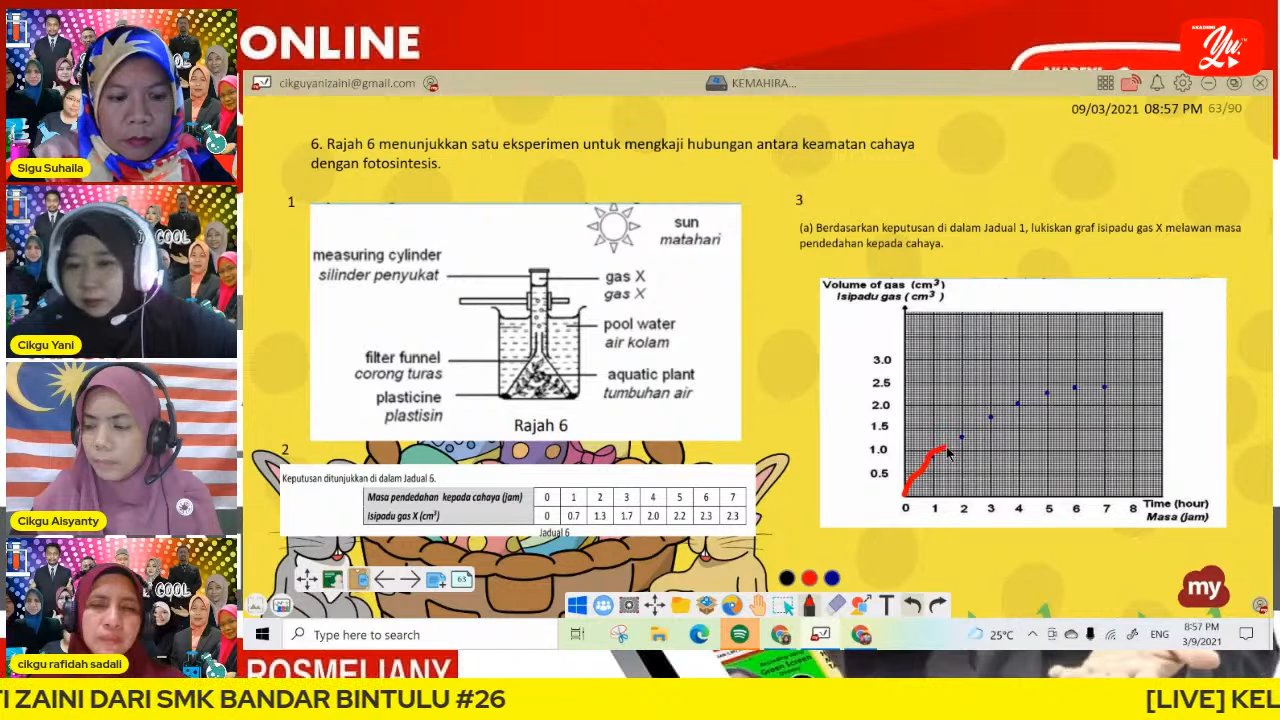 ONLINE
AKADEMI
Yu
cikguyanizaini@gmail.com
KEMAHIRA...
09/03/2021 08:57 PM 63/90
6. Rajah 6 menunjukkan satu eksperimen untuk mengkaji hubungan antara keamatan cahaya
dengan fotosintesis.
1
sun
matahari
measuring cylinder
silinder penyukat
gas X
gas X
pool water
air kolam
filter funnel
corong turas
aquatic plant
tumbuhan air
plasticine
plastisin
Rajah 6
2
Keputusan ditunjukkan di dalam Jadual 6.
Masa pendedahan kepada cahaya (jam) 0 1 2 3 4 5 6 7
Isipadu gas X (cm³) 0 0.7 1.3 1.7 2.0 2.2 2.3 2.3
Jadual 6
3
(a) Berdasarkan keputusan di dalam Jadual 1, lukiskan graf isipadu gas X melawan masa
pendedahan kepada cahaya.
Volume of gas (cm³)
Isipadu gas (cm³)
3.0
2.5
2.0
1.5
1.0
0.5
0 1 2 3 4 5 6 7 8
Time (hour)
Masa (jam)
Sigu Suhaila
Cikgu Yani
COOL
Cikgu Aisyanty
COOL
cikgu rafidah sadali
63
my
Type here to search
25°C
ENG
8:57 PM
3/9/2021
ROSMELIANY
Green Screen
TI ZAINI DARI SMK BANDAR BINTULU #26
[LIVE] KEL